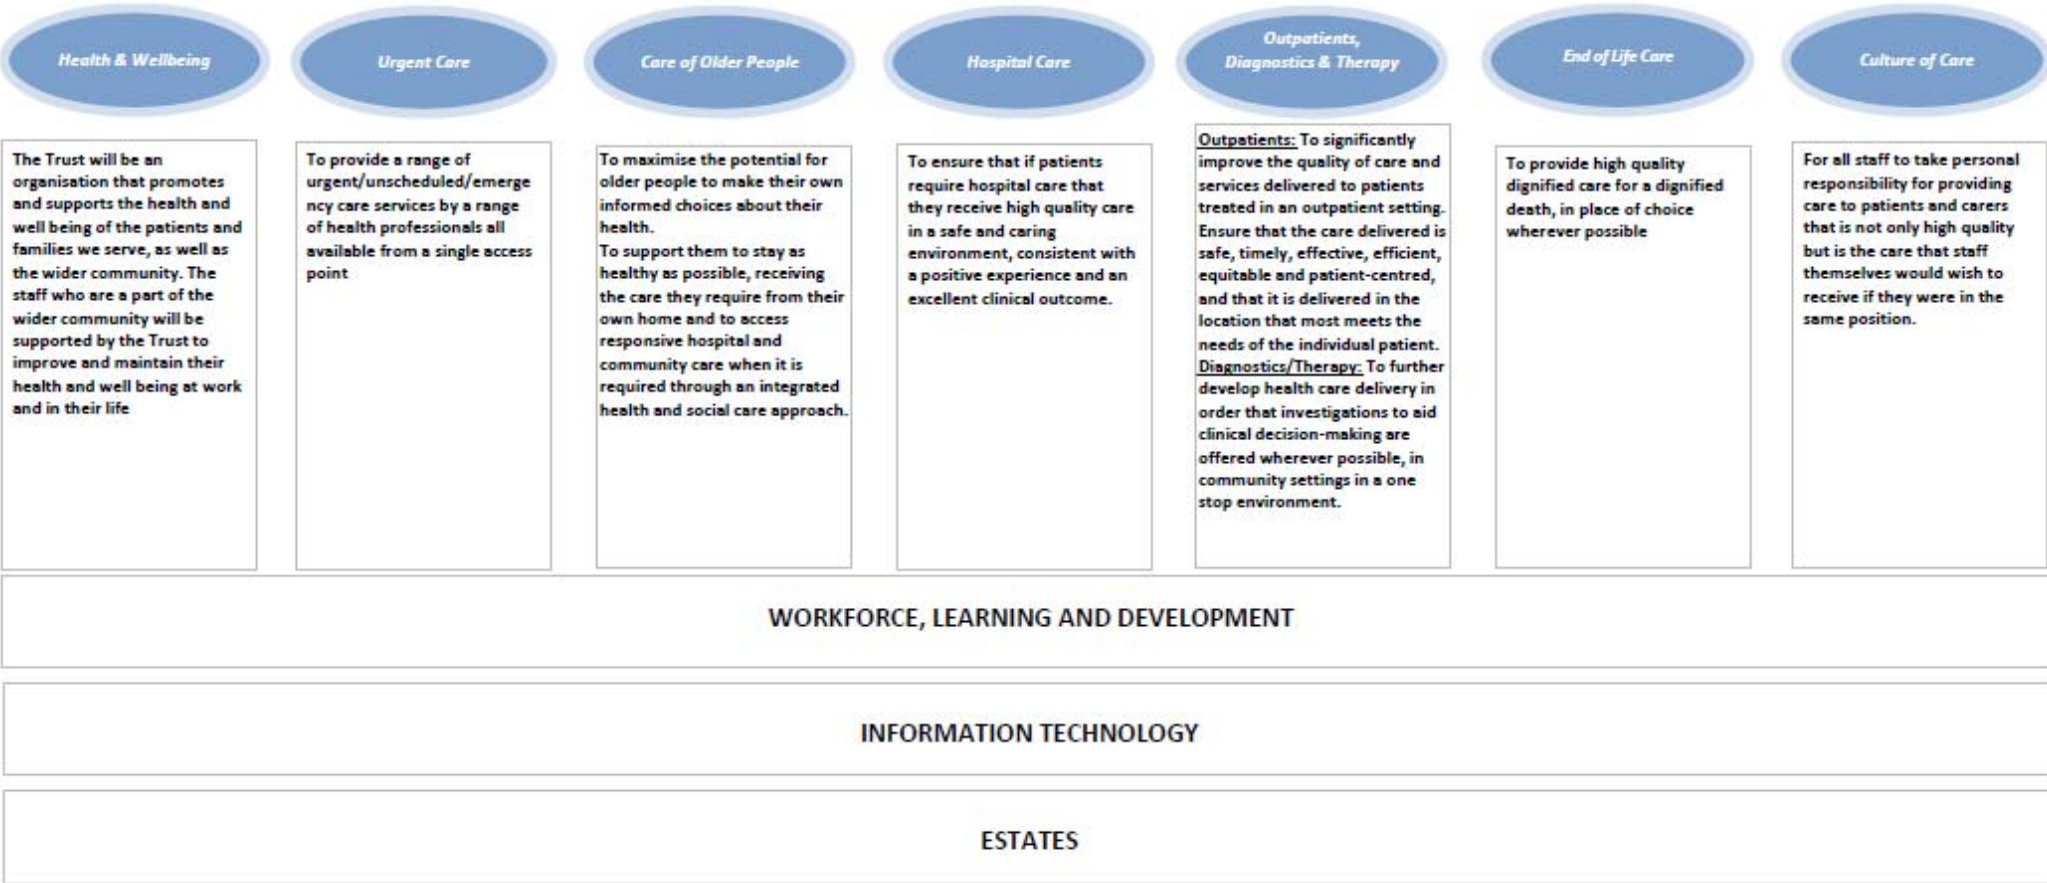 Health & Wellbeing
The Trust will be an
organisation that promotes
and supports the health and
well being of the patients and
families we serve, as well as
the wider community. The
staff who are a part of the
wider community will be
supported by the Trust to
improve and maintain their
health and well being at work
and in their life
Urgent Care
To provide a range of
urgent/unscheduled/emerge
ncy care services by a range
of health professionals all
available from a single access
point
Care of Older People
To maximise the potential for
older people to make their own
informed choices about their
health.
To support them to stay as
healthy as possible, receiving
the care they require from their
own home and to access
responsive hospital and
community care when it is
required through an integrated
health and social care approach.
Hospital Care
To ensure that if patients
require hospital care that
they receive high quality care
in a safe and caring
environment, consistent with
a positive experience and an
excellent clinical outcome.
Outpatients,
Diagnostics & Therapy
Outpatients: To significantly
improve the quality of care and
services delivered to patients
treated in an outpatient setting.
Ensure that the care delivered is
safe, timely, effective, efficient,
equitable and patient-centred,
and that it is delivered in the
location that most meets the
needs of the individual patient.
Diagnostics/Therapy: To further
develop health care delivery in
order that investigations to aid
clinical decision-making are
offered wherever possible, in
community settings in a one
stop environment.
End of Life Care
To provide high quality
dignified care for a dignified
death, in place of choice
wherever possible
Culture of Care
For all staff to take personal
responsibility for providing
care to patients and carers
that is not only high quality
but is the care that staff
themselves would wish to
receive if they were in the
same position.
WORKFORCE, LEARNING AND DEVELOPMENT
INFORMATION TECHNOLOGY
ESTATES